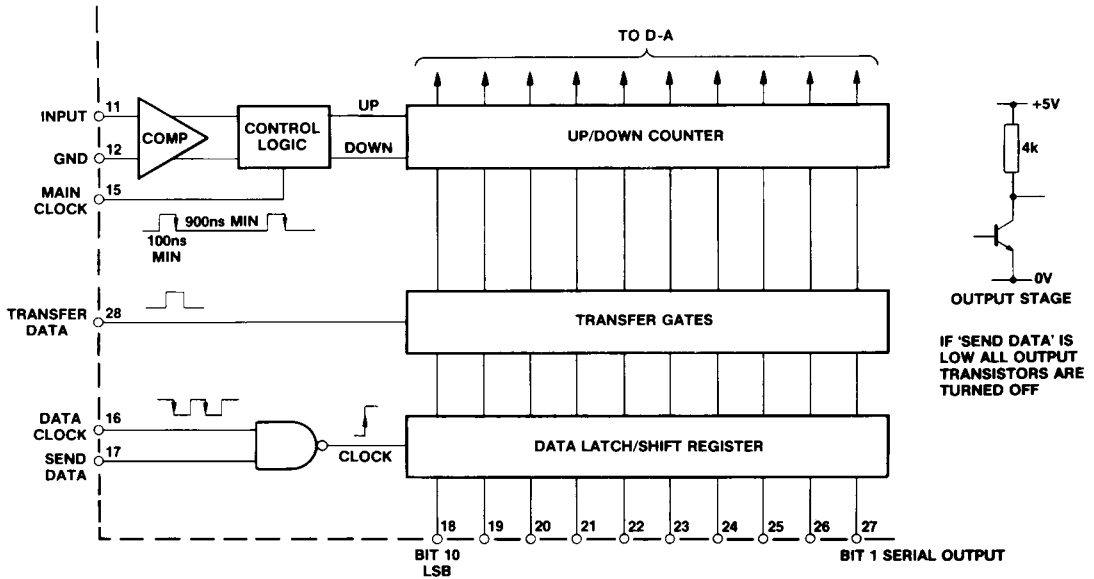 TO D-A
INPUT
11
COMP
GND
12
CONTROL
LOGIC
UP
DOWN
UP/DOWN COUNTER
MAIN
CLOCK
15
900ns MIN
100ns
MIN
TRANSFER
DATA
28
TRANSFER GATES
DATA
CLOCK
16
SEND
DATA
17
CLOCK
DATA LATCH/SHIFT REGISTER
18
19
20
21
22
23
24
25
26
27
BIT 10
LSB
BIT 1 SERIAL OUTPUT
+5V
4k
0V
OUTPUT STAGE
IF 'SEND DATA' IS
LOW ALL OUTPUT
TRANSISTORS ARE
TURNED OFF